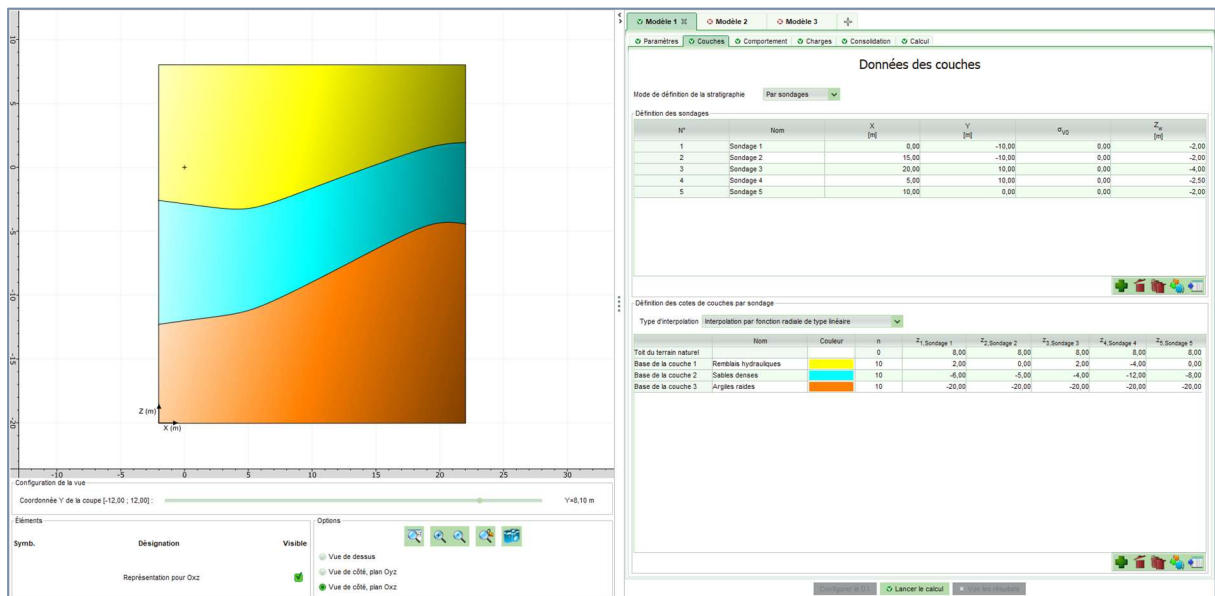 Modèle 1
Modèle 2
Modèle 3
Paramètres
Couches
Comportement
Charges
Consolidation
Calcul
Données des couches
Mode de définition de la stratigraphie Par sondages
Définition des sondages
N° Nom X [m] Y [m] σv0 Zw [m]
1 Sondage 1 0,00 -10,00 0,00 -2,00
2 Sondage 2 15,00 -10,00 0,00 -2,00
3 Sondage 3 20,00 10,00 0,00 -4,00
4 Sondage 4 5,00 10,00 0,00 -2,50
5 Sondage 5 10,00 0,00 0,00 -2,00
Définition des cotes de couches par sondage
Type d'interpolation Interpolation par fonction radiale de type linéaire
Nom Couleur n Z1,Sondage 1 Z2,Sondage 2 Z3,Sondage 3 Z4,Sondage 4 Z5,Sondage 5
Toit du terrain naturel 0 8,00 8,00 8,00 8,00 8,00
Base de la couche 1 Remblais hydrauliques 10 2,00 0,00 2,00 -4,00 0,00
Base de la couche 2 Sables denses 10 -6,00 -5,00 -4,00 -12,00 -8,00
Base de la couche 3 Argiles raides 10 -20,00 -20,00 -20,00 -20,00 -20,00
10
5
0
-5
-10
-15
-20
Z (m)
X (m)
-10 -5 0 5 10 15 20 25 30
Configuration de la vue
Coordonnée Y de la coupe [-12,00 ; 12,00] : Y=8,10 m
Éléments
Symb. Désignation Visible
Représentation pour Oxz
Options
Vue de dessus
Vue de côté, plan Oyz
Vue de côté, plan Oxz
Configurer le D.I. Lancer le calcul Voir les résultats